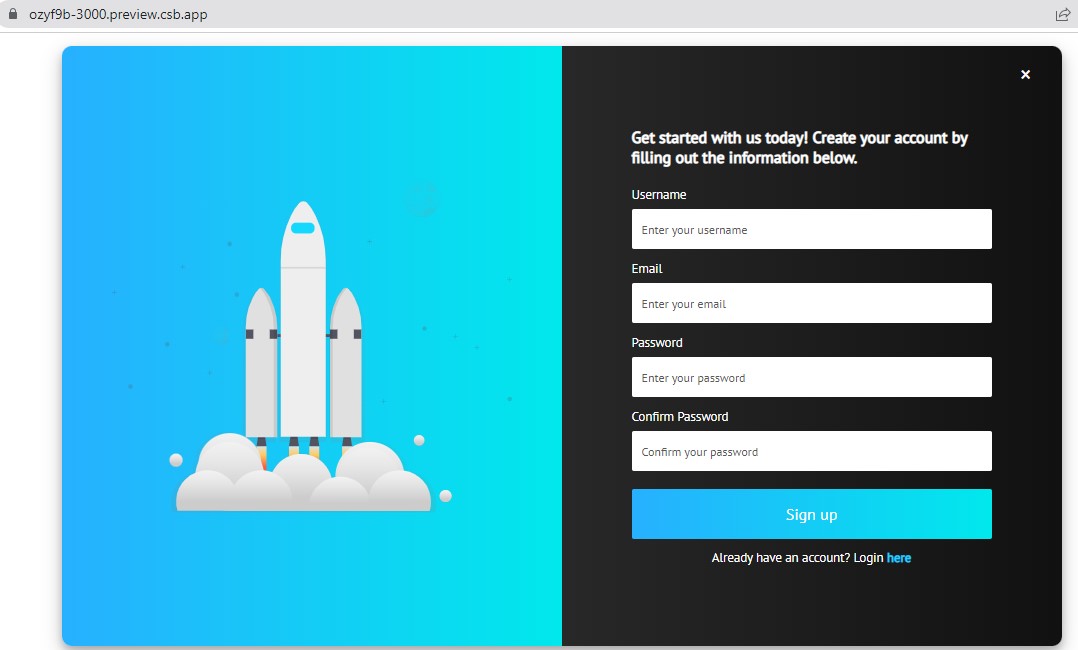 ozyf9b-3000.preview.csb.app
×
Get started with us today! Create your account by
filling out the information below.
Username
Enter your username
Email
Enter your email
Password
Enter your password
Confirm Password
Confirm your password
Sign up
Already have an account? Login here